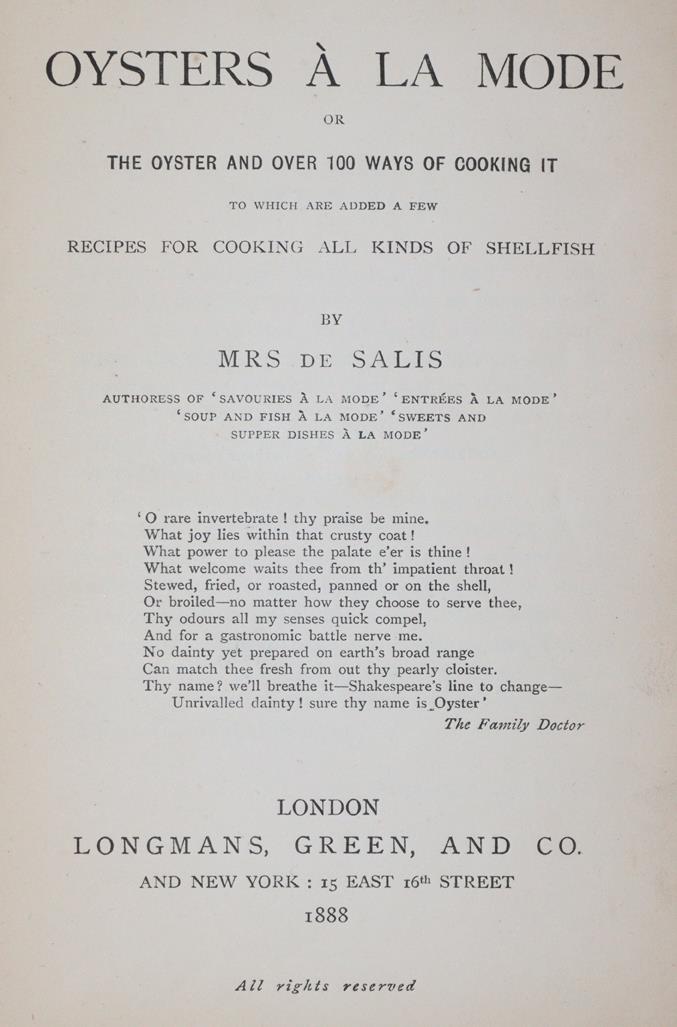 OYSTERS À LA MODE
OR
THE OYSTER AND OVER 100 WAYS OF COOKING IT
TO WHICH ARE ADDED A FEW
RECIPES FOR COOKING ALL KINDS OF SHELLFISH
BY
MRS DE SALIS
AUTHORESS OF ‘SAVOURIES À LA MODE’ ‘ENTRÉES À LA MODE’
‘SOUP AND FISH À LA MODE’ ‘SWEETS AND
SUPPER DISHES À LA MODE’
‘O rare invertebrate! thy praise be mine.
What joy lies within that crusty coat!
What power to please the palate e’er is thine!
What welcome waits thee from th’ impatient throat!
Stewed, fried, or roasted, panned or on the shell,
Or broiled—no matter how they choose to serve thee,
Thy odours all my senses quick compel,
And for a gastronomic battle nerve me.
No dainty yet prepared on earth’s broad range
Can match thee fresh from out thy pearly cloister.
Thy name? we’ll breathe it—Shakespeare’s line to change—
Unrivalled dainty! sure thy name is Oyster’
The Family Doctor
LONDON
LONGMANS, GREEN, AND CO.
AND NEW YORK : 15 EAST 16th STREET
1888
All rights reserved